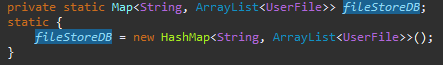 private static Map<String, ArrayList<UserFile>> fileStoreDB;
static {
fileStoreDB = new HashMap<String, ArrayList<UserFile>>();
}